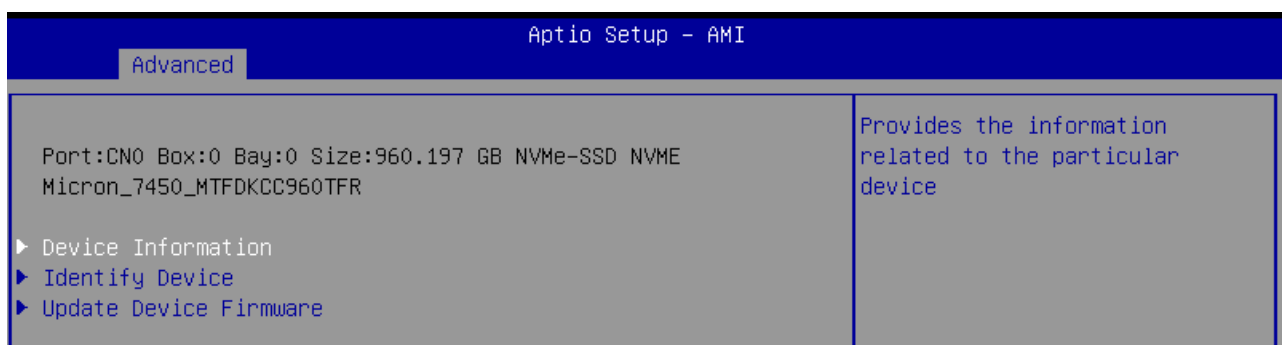 Aptio Setup - AMI
Advanced
Port:CN0 Box:0 Bay:0 Size:960.197 GB NVMe-SSD NVME
Micron_7450_MTFDKCC960TFR
Device Information
Identify Device
Update Device Firmware
Provides the information
related to the particular
device